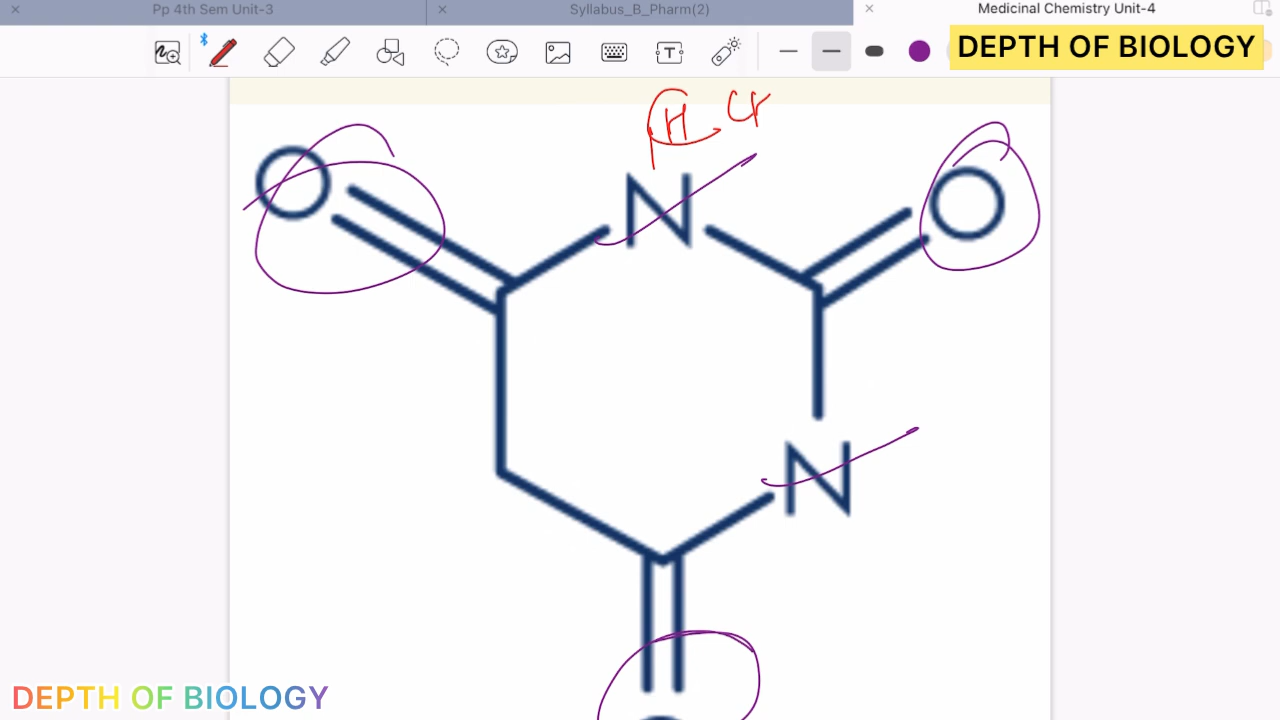 Pp 4th Sem Unit-3
Syllabus_B_Pharm(2)
Medicinal Chemistry Unit-4
DEPTH OF BIOLOGY
T
H
O
N
O
N
DEPTH OF BIOLOGY